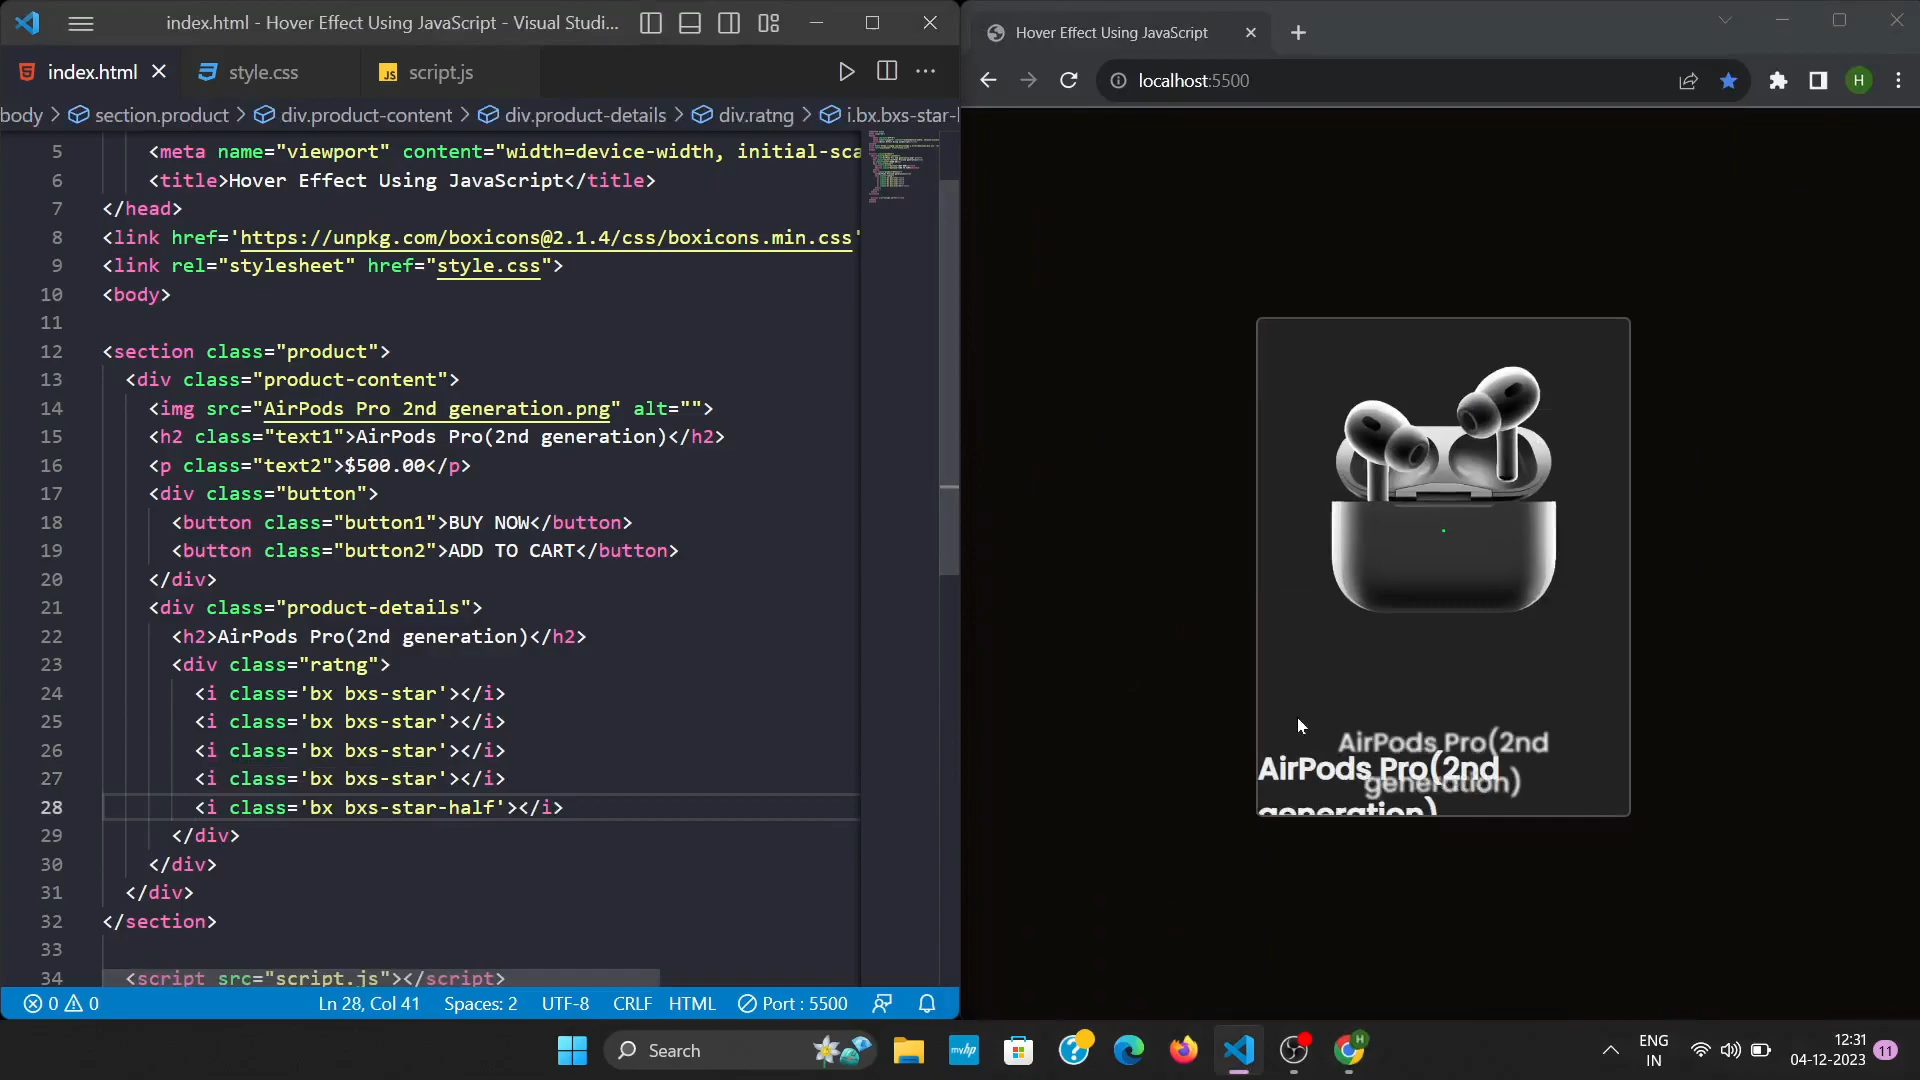 index.html - Hover Effect Using JavaScript - Visual Studi...
index.html
style.css
JS script.js
body > section.product > div.product-content > div.product-details > div.ratng > i.bx.bxs-star-
5 <meta name="viewport" content="width=device-width, initial-sca
6 <title>Hover Effect Using JavaScript</title>
7 </head>
8 <link href='https://unpkg.com/boxicons@2.1.4/css/boxicons.min.css'
9 <link rel="stylesheet" href="style.css">
10 <body>
11
12 <section class="product">
13 <div class="product-content">
14 <img src="AirPods Pro 2nd generation.png" alt="">
15 <h2 class="text1">AirPods Pro(2nd generation)</h2>
16 <p class="text2">$500.00</p>
17 <div class="button">
18 <button class="button1">BUY NOW</button>
19 <button class="button2">ADD TO CART</button>
20 </div>
21 <div class="product-details">
22 <h2>AirPods Pro(2nd generation)</h2>
23 <div class="ratng">
24 <i class='bx bxs-star'></i>
25 <i class='bx bxs-star'></i>
26 <i class='bx bxs-star'></i>
27 <i class='bx bxs-star'></i>
28 <i class='bx bxs-star-half'></i>
29 </div>
30 </div>
31 </div>
32 </section>
33
34 <script src="script.js"></script>
0 0
Ln 28, Col 41 Spaces: 2 UTF-8 CRLF HTML Port : 5500
Hover Effect Using JavaScript
localhost:5500
H
AirPods Pro(2nd
generation)
AirPods Pro(2nd
generation)
Search
myhp
H
ENG
IN
12:31
04-12-2023
11